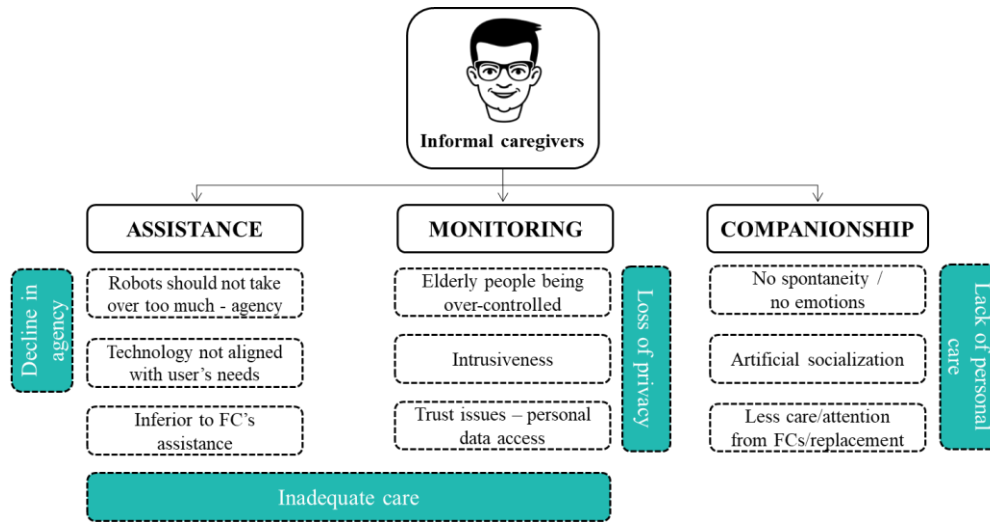 Informal caregivers
ASSISTANCE
MONITORING
COMPANIONSHIP
Decline in
agency
Robots should not take
over too much - agency
Technology not aligned
with user's needs
Inferior to FC's
assistance
Elderly people being
over-controlled
Intrusiveness
Trust issues – personal
data access
Loss of privacy
No spontaneity /
no emotions
Artificial socialization
Less care/attention
from FCs/replacement
Lack of personal
care
Inadequate care